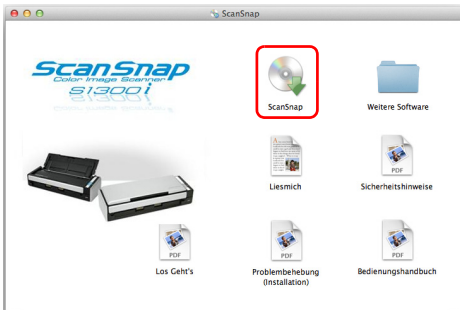 ScanSnap
ScanSnap
Color Image Scanner
S1300i
ScanSnap
Weitere Software
Liesmich
PDF
Sicherheitshinweise
PDF
Los Geht's
PDF
Problembehebung
(Installation)
PDF
Bedienungshandbuch